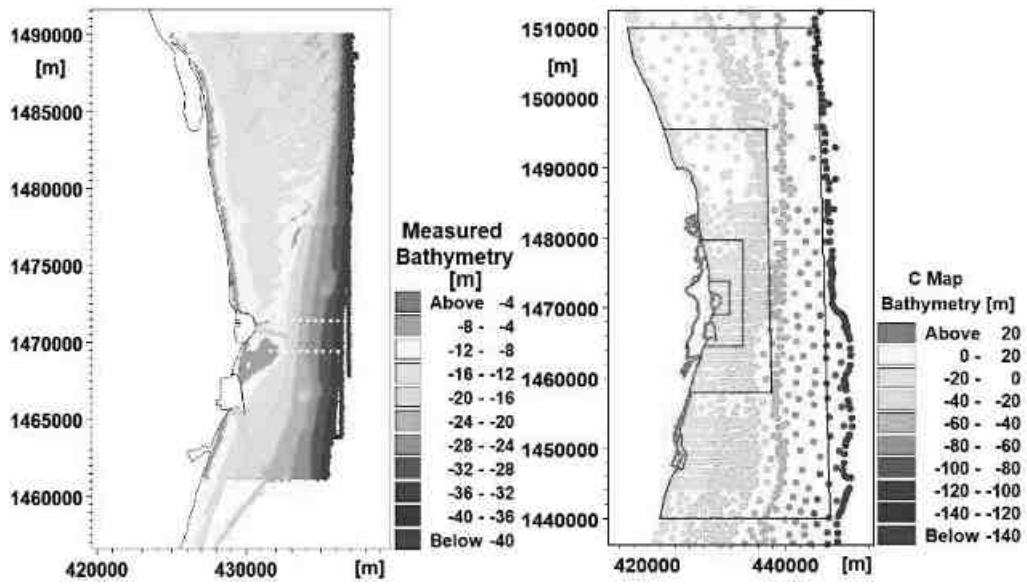 1490000
[m]
1485000
1480000
1475000
1470000
1465000
1460000
420000 430000 [m]
Measured
Bathymetry
[m]
Above -4
-8 - -4
-12 - -8
-16 - -12
-20 - -16
-24 - -20
-28 - -24
-32 - -28
-36 - -32
-40 - -36
Below -40
1510000
[m]
1500000
1490000
1480000
1470000
1460000
1450000
1440000
420000 440000 [m]
C Map
Bathymetry [m]
Above 20
0 - 20
-20 - 0
-40 - -20
-60 - -40
-80 - -60
-100 - -80
-120 - -100
-140 - -120
Below -140